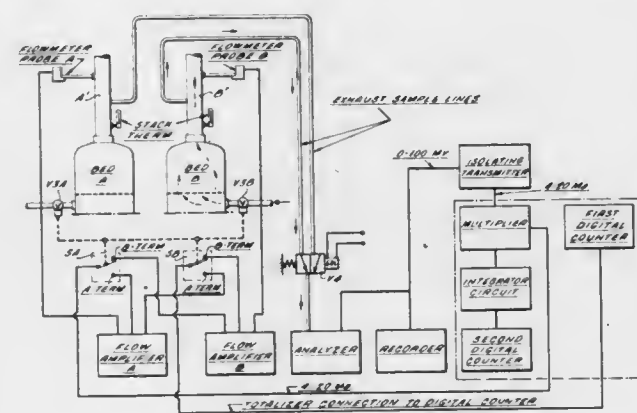 FLOWMETER
PROBE A
FLOWMETER
PROBE B
A'
B'
STACK
THERM
EXHAUST SAMPLE LINES
BED
A
BED
B
V3A
V3B
0-100 MV
ISOLATING
TRANSMITTER
4-20 Ma
MULTIPLIER
FIRST
DIGITAL
COUNTER
SA
B-TERM
A TERM
SB
B-TERM
A TERM
V4
INTEGRATOR
CIRCUIT
FLOW
AMPLIFIER
A
FLOW
AMPLIFIER
B
ANALYZER
RECORDER
SECOND
DIGITAL
COUNTER
4-20 Ma
TOTALIZER CONNECTION TO DIGITAL COUNTER